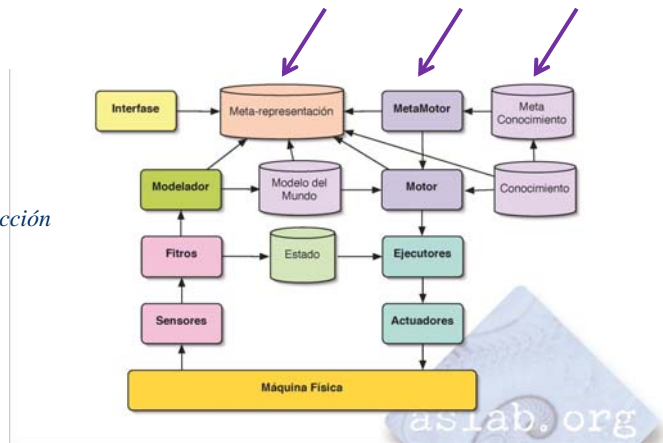 Interfase
Meta-representación
MetaMotor
Meta
Conocimiento
Modelador
Modelo del
Mundo
Motor
Conocimiento
cción
Fitros
Estado
Ejecutores
Sensores
Actuadores
Máquina Física
aslab.org